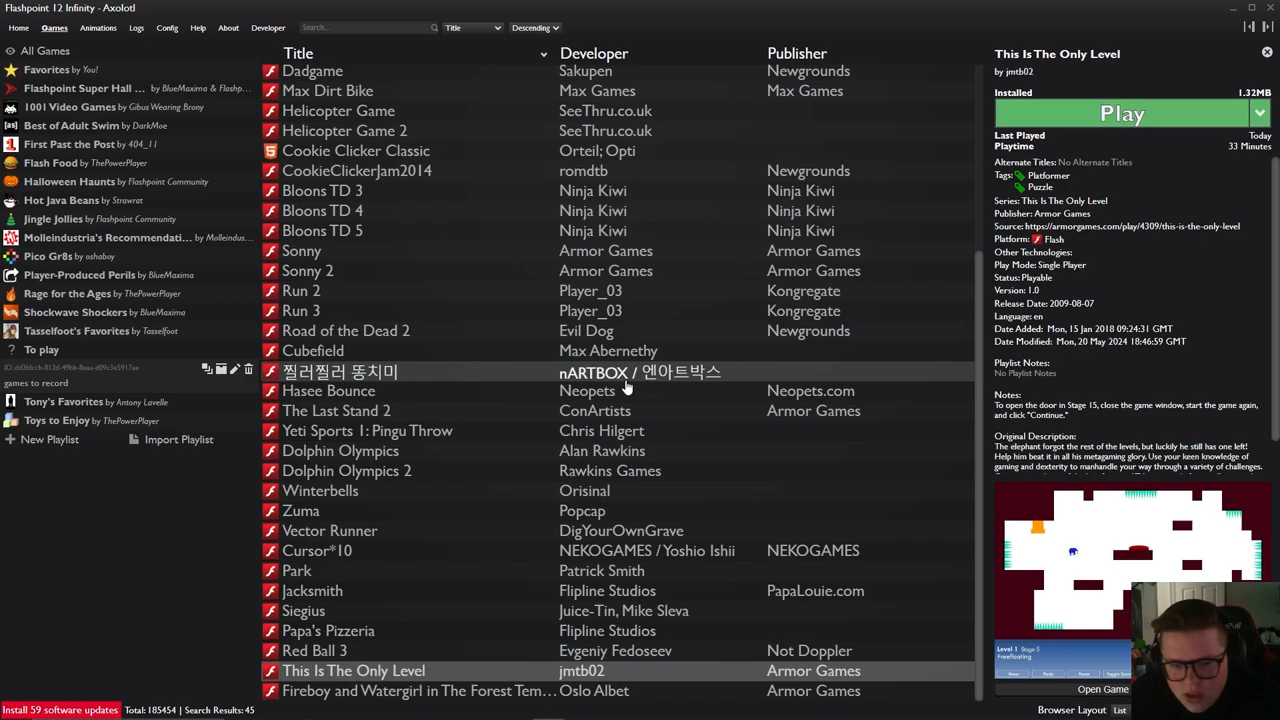 Flashpoint 12 Infinity - Axolotl
Home Games Animations Logs Config Help About Developer Search... Title Descending
All Games
Favorites by You!
Flashpoint Super Hall ... by BlueMaxima & Flashp...
1001 Video Games by Gibus Wearing Brony
Best of Adult Swim by DarkMoe
First Past the Post by 404_11
Flash Food by ThePowerPlayer
Halloween Haunts by Flashpoint Community
Hot Java Beans by Strawrat
Jingle Jollies by Flashpoint Community
Molleindustria's Recommendati... by Molleindus...
Pico Gr8s by oshaboy
Player-Produced Perils by BlueMaxima
Rage for the Ages by ThePowerPlayer
Shockwave Shockers by BlueMaxima
Tasselfoot's Favorites by Tasselfoot
? To play
games to record
Tony's Favorites by Antony Lavelle
Toys to Enjoy by ThePowerPlayer
New Playlist Import Playlist
Title Developer Publisher
Dadgame Sakupen Newgrounds
Max Dirt Bike Max Games Max Games
Helicopter Game SeeThru.co.uk
Helicopter Game 2 SeeThru.co.uk
Cookie Clicker Classic Orteil; Opti
CookieClickerJam2014 romdtb Newgrounds
Bloons TD 3 Ninja Kiwi Ninja Kiwi
Bloons TD 4 Ninja Kiwi Ninja Kiwi
Bloons TD 5 Ninja Kiwi Ninja Kiwi
Sonny Armor Games Armor Games
Sonny 2 Armor Games Armor Games
Run 2 Player_03 Kongregate
Run 3 Player_03 Kongregate
Road of the Dead 2 Evil Dog Newgrounds
Cubefield Max Abernethy
찔러찔러 똥치미 nARTBOX / 엔아트박스
Hasee Bounce Neopets Neopets.com
The Last Stand 2 ConArtists Armor Games
Yeti Sports 1: Pingu Throw Chris Hilgert
Dolphin Olympics Alan Rawkins
Dolphin Olympics 2 Rawkins Games
Winterbells Orisinal
Zuma Popcap
Vector Runner DigYourOwnGrave
Cursor*10 NEKOGAMES / Yoshio Ishii NEKOGAMES
Park Patrick Smith
Jacksmith Flipline Studios PapaLouie.com
Siegius Juice-Tin, Mike Sleva
Papa's Pizzeria Flipline Studios
Red Ball 3 Evgeniy Fedoseev Not Doppler
This Is The Only Level jmtb02 Armor Games
Fireboy and Watergirl in The Forest Tem... Oslo Albet Armor Games
This Is The Only Level
by jmtb02
Installed 1.32MB
Play
Last Played Today
Playtime 33 Minutes
Alternate Titles: No Alternate Titles
Tags: Platformer
Puzzle
Series: This Is The Only Level
Publisher: Armor Games
Source: https://armorgames.com/play/4309/this-is-the-only-level
Platform: Flash
Other Technologies:
Play Mode: Single Player
Status: Playable
Version: 1.0
Release Date: 2009-08-07
Language: en
Date Added: Mon, 15 Jan 2018 09:24:31 GMT
Date Modified: Mon, 20 May 2024 18:46:59 GMT
Playlist Notes:
No Playlist Notes
Notes:
To open the door in Stage 15, close the game window, start the game again,
and click "Continue."
Original Description:
The elephant forgot the rest of the levels, but luckily he still has one left!
Help him beat it in all his metagaming glory. Use your keen knowledge of
gaming and dexterity to manhandle your way through a variety of challenges.
Level 1 Stage 5
Freefloating
Open Game
Install 59 software updates Total: 185454 | Search Results: 45
Browser Layout List